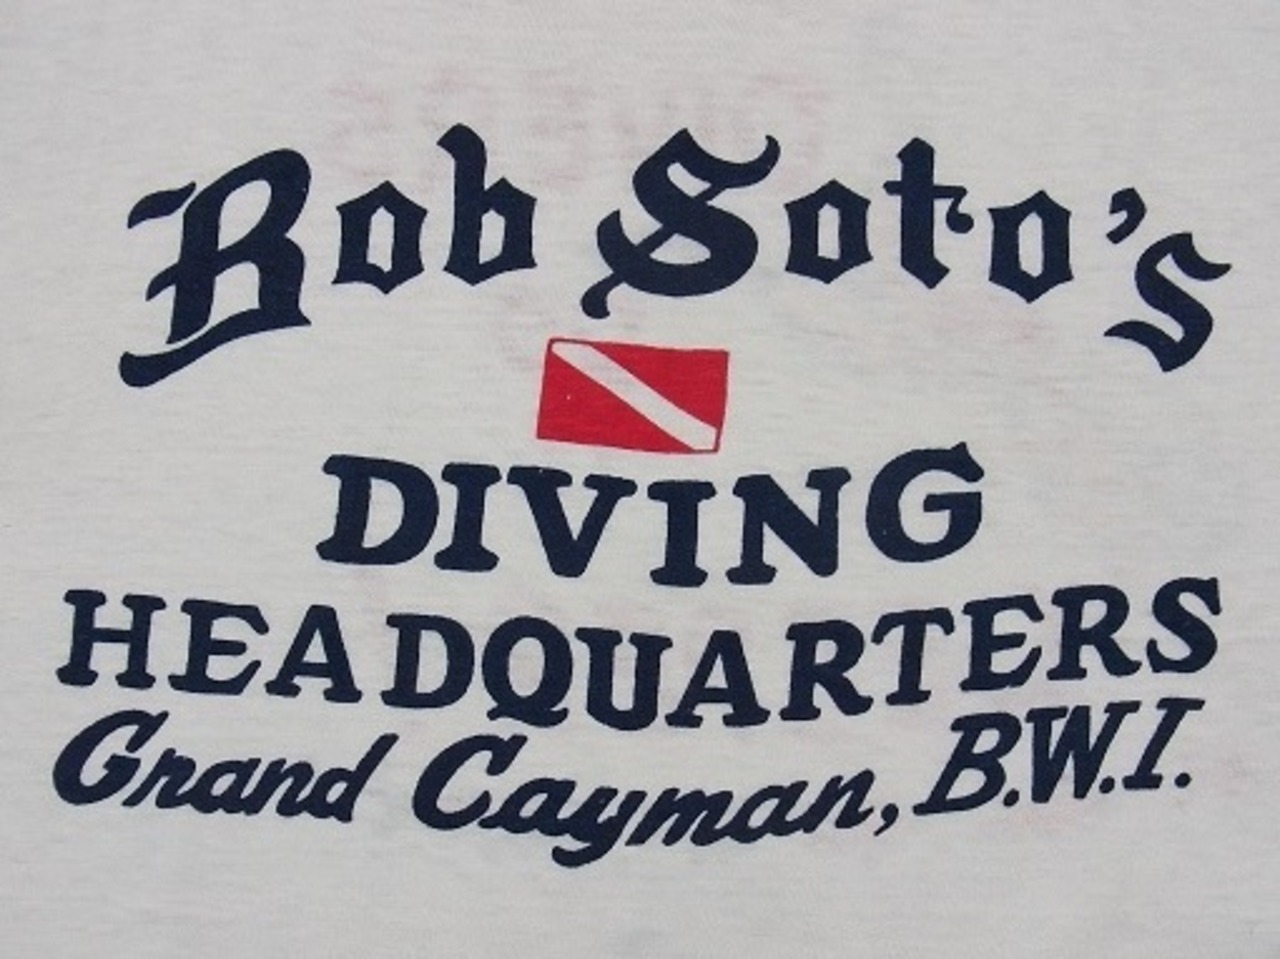 Bob Soto's
DIVING
HEADQUARTERS
Grand Cayman, B.W.I.